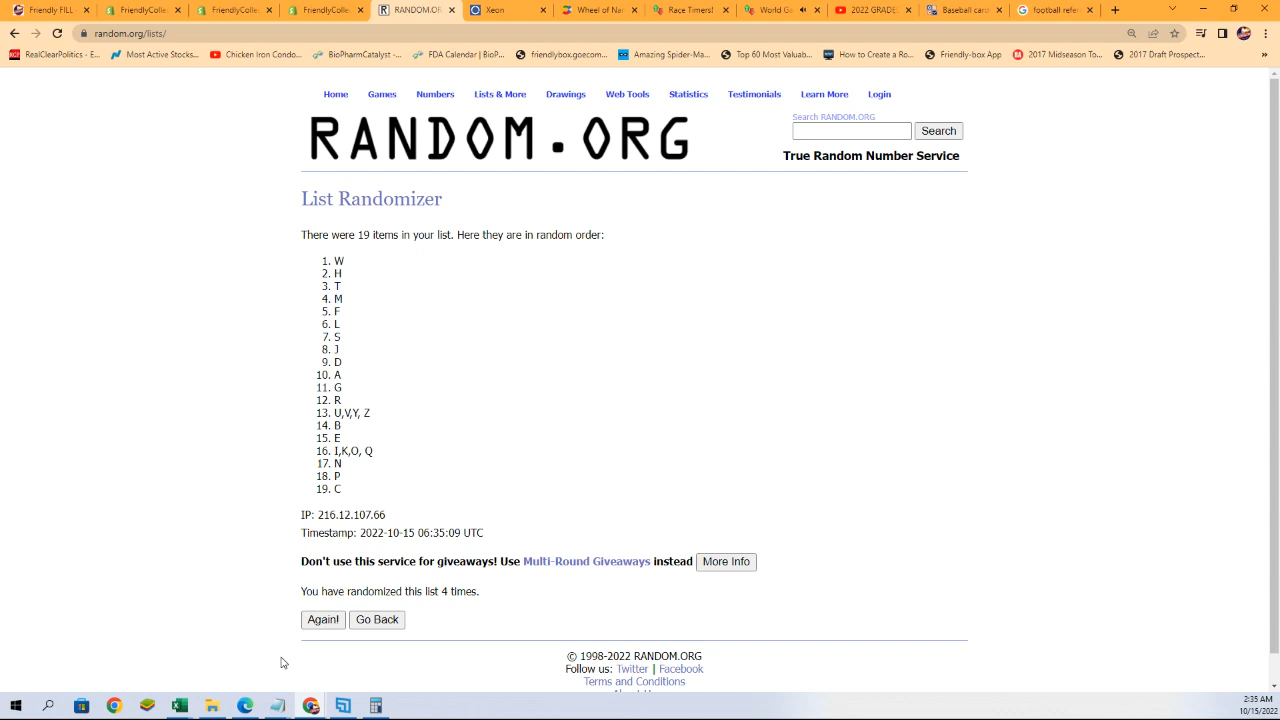 Friendly FILL
FriendlyColle
FriendlyColle
FriendlyColle
RANDOM.OR
Xeon
Wheel of Nar
Race Times!
World Ga
2022 GRADE
Baseball car
football refer
random.org/lists/
RealClearPolitics - E...
Most Active Stocks...
Chicken Iron Condo...
BioPharmCatalyst -...
FDA Calendar | BioP...
friendlybox.goecom...
Amazing Spider-Ma...
Top 60 Most Valuab...
How to Create a Ro...
Friendly-box App
2017 Midseason To...
2017 Draft Prospect...
Home Games Numbers Lists & More Drawings Web Tools Statistics Testimonials Learn More Login
RANDOM.ORG
Search RANDOM.ORG
Search
True Random Number Service
List Randomizer
There were 19 items in your list. Here they are in random order:
1. W
2. H
3. T
4. M
5. F
6. L
7. S
8. J
9. D
10. A
11. G
12. R
13. U,V,Y, Z
14. B
15. E
16. I,K,O, Q
17. N
18. P
19. C
IP: 216.12.107.66
Timestamp: 2022-10-15 06:35:09 UTC
Don't use this service for giveaways! Use Multi-Round Giveaways instead More Info
You have randomized this list 4 times.
Again! Go Back
© 1998-2022 RANDOM.ORG
Follow us: Twitter | Facebook
Terms and Conditions
2:35 AM
10/15/2022